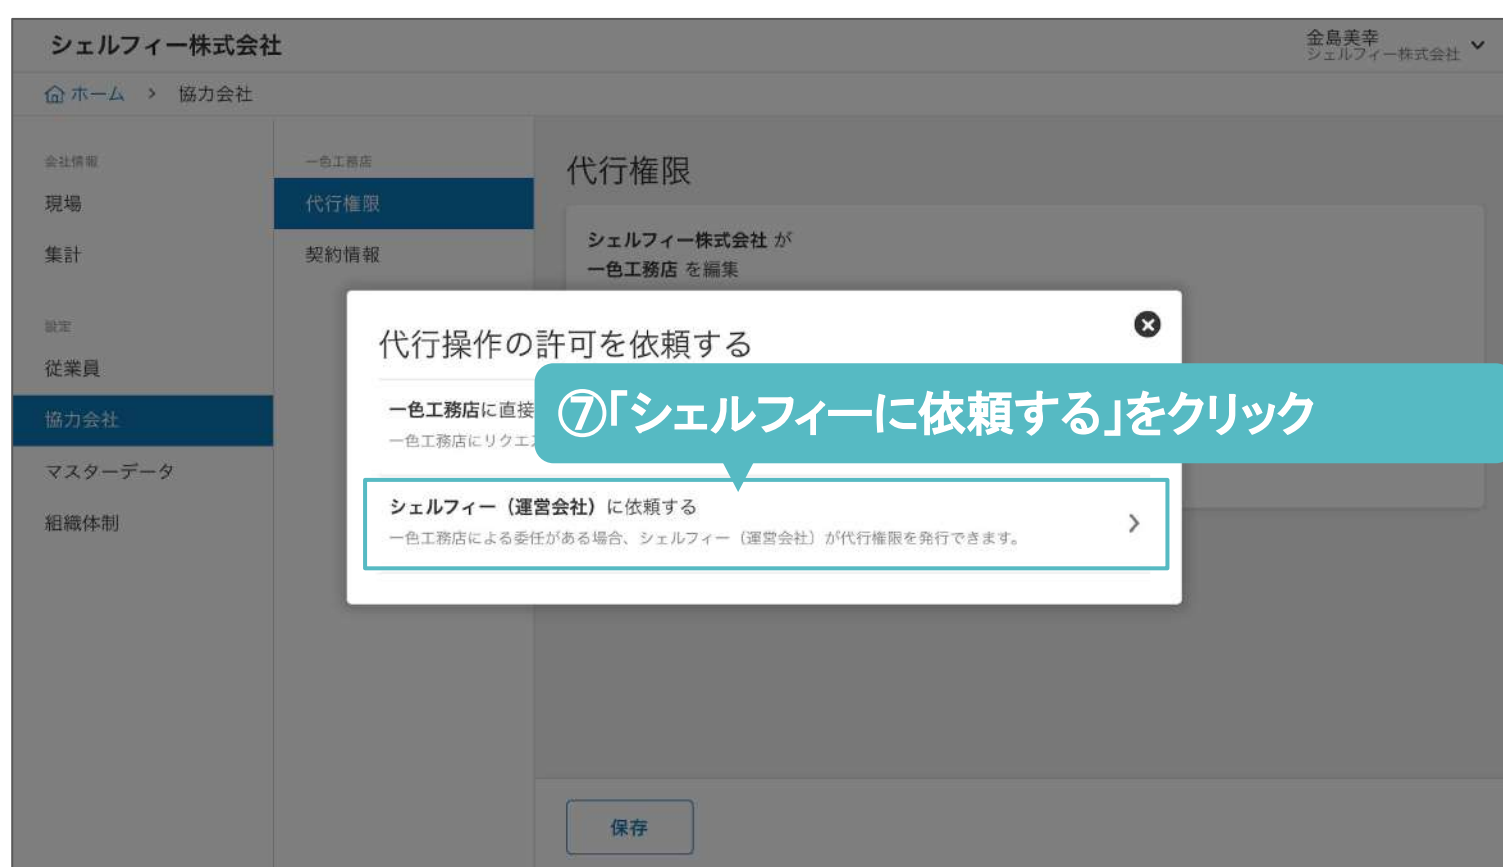 シェルフィー株式会社
金島美幸
シェルフィー株式会社
ホーム > 協力会社
会社情報
現場
集計
設定
従業員
協力会社
マスターデータ
組織体制
一色工務店
代行権限
契約情報
代行権限
シェルフィー株式会社 が
一色工務店 を編集
代行操作の許可を依頼する
一色工務店に直接
一色工務店にリクエ
⑦「シェルフィーに依頼する」をクリック
シェルフィー（運営会社）に依頼する
一色工務店による委任がある場合、シェルフィー（運営会社）が代行権限を発行できます。
保存